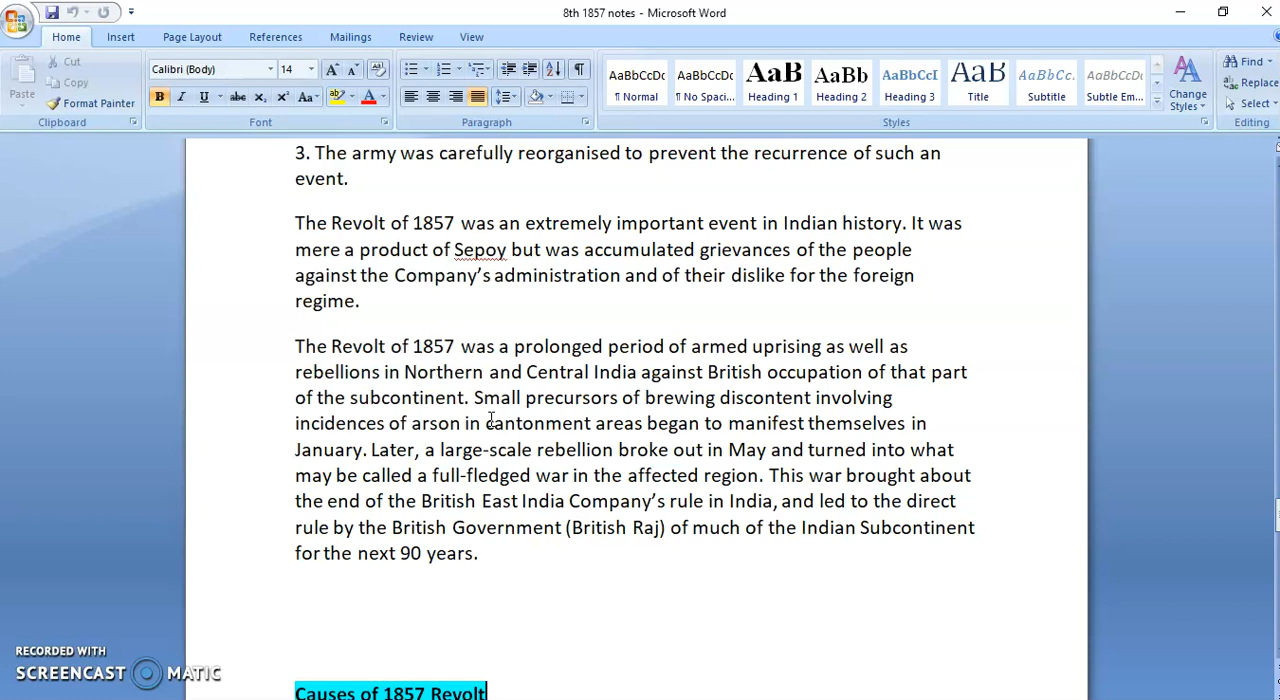 8th 1857 notes - Microsoft Word
Home Insert Page Layout References Mailings Review View
Paste Cut Copy Format Painter
Calibri (Body) 14
B I U abc x₂ x² Aa
AaBbCcDc AaBbCcDc AaB AaBb AaBbCcI AaB AaBbCc. AaBbCcDc
¶ Normal ¶ No Spaci... Heading 1 Heading 2 Heading 3 Title Subtitle Subtle Em...
Change Styles
Find Replace Select
Clipboard Font Paragraph Styles Editing
3. The army was carefully reorganised to prevent the recurrence of such an
event.
The Revolt of 1857 was an extremely important event in Indian history. It was
mere a product of Sepoy but was accumulated grievances of the people
against the Company's administration and of their dislike for the foreign
regime.
The Revolt of 1857 was a prolonged period of armed uprising as well as
rebellions in Northern and Central India against British occupation of that part
of the subcontinent. Small precursors of brewing discontent involving
incidences of arson in cantonment areas began to manifest themselves in
January. Later, a large-scale rebellion broke out in May and turned into what
may be called a full-fledged war in the affected region. This war brought about
the end of the British East India Company's rule in India, and led to the direct
rule by the British Government (British Raj) of much of the Indian Subcontinent
for the next 90 years.
Causes of 1857 Revolt
RECORDED WITH
SCREENCAST MATIC